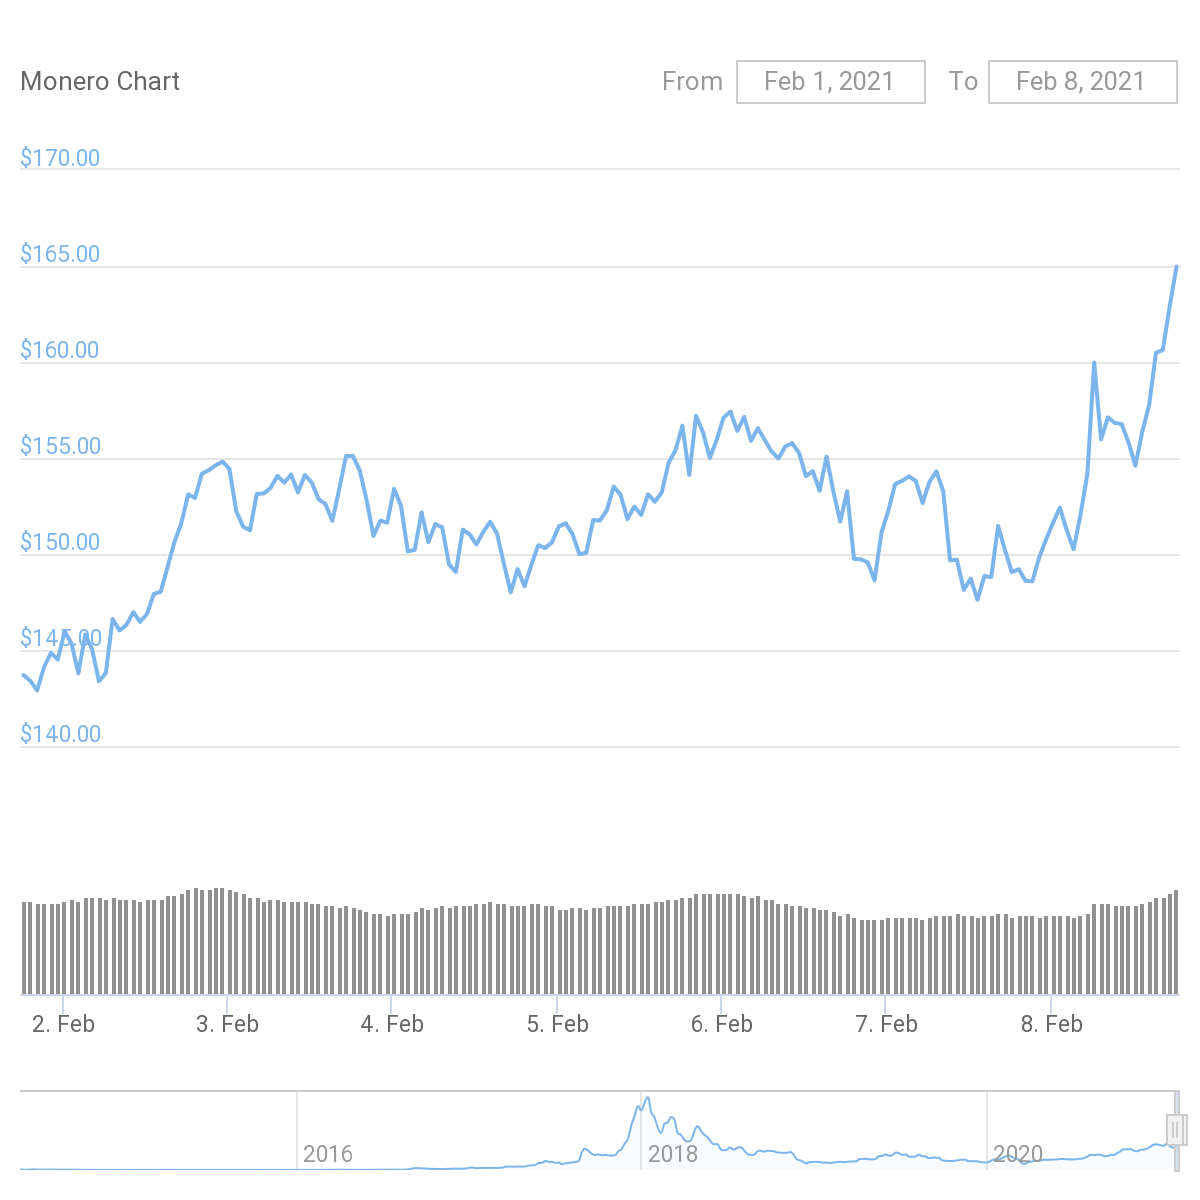 Monero Chart From Feb 1, 2021 To Feb 8, 2021
$170.00
$165.00
$160.00
$155.00
$150.00
$145.00
$140.00
2. Feb 3. Feb 4. Feb 5. Feb 6. Feb 7. Feb 8. Feb
2016 2018 2020